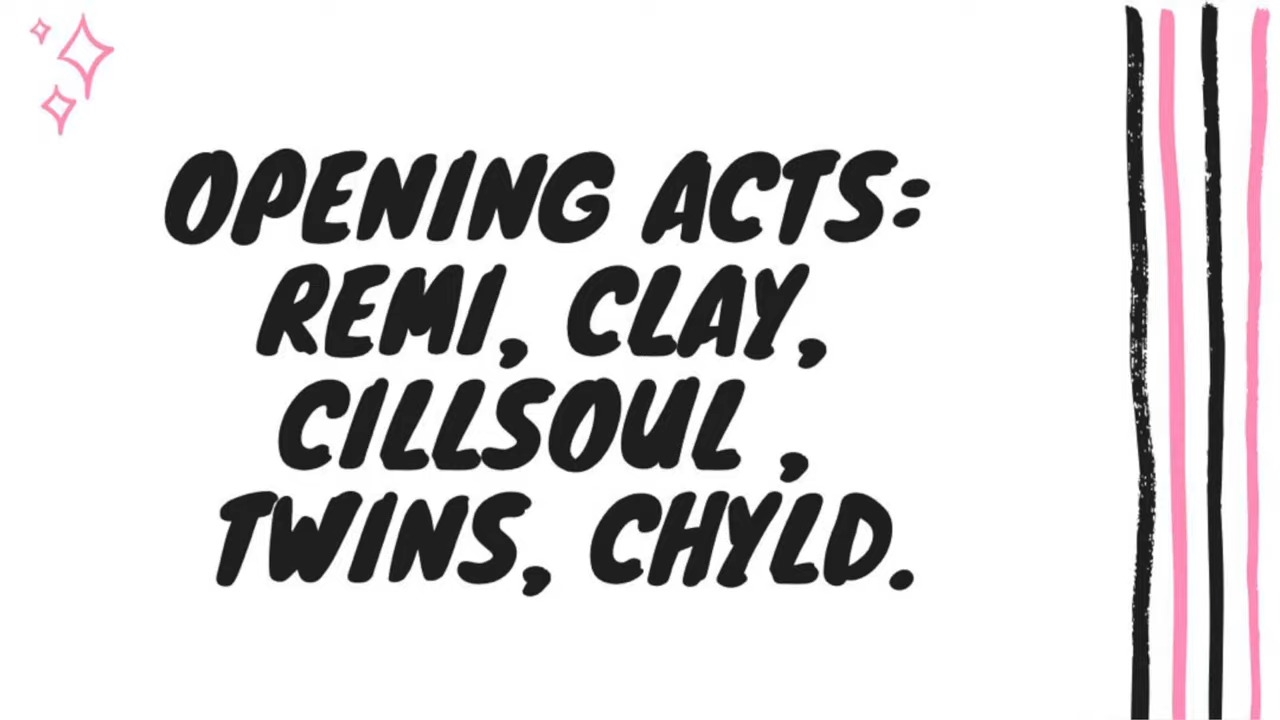 OPENING ACTS:
REMI, CLAY,
CILLSOUL ,
TWINS, CHYLD.